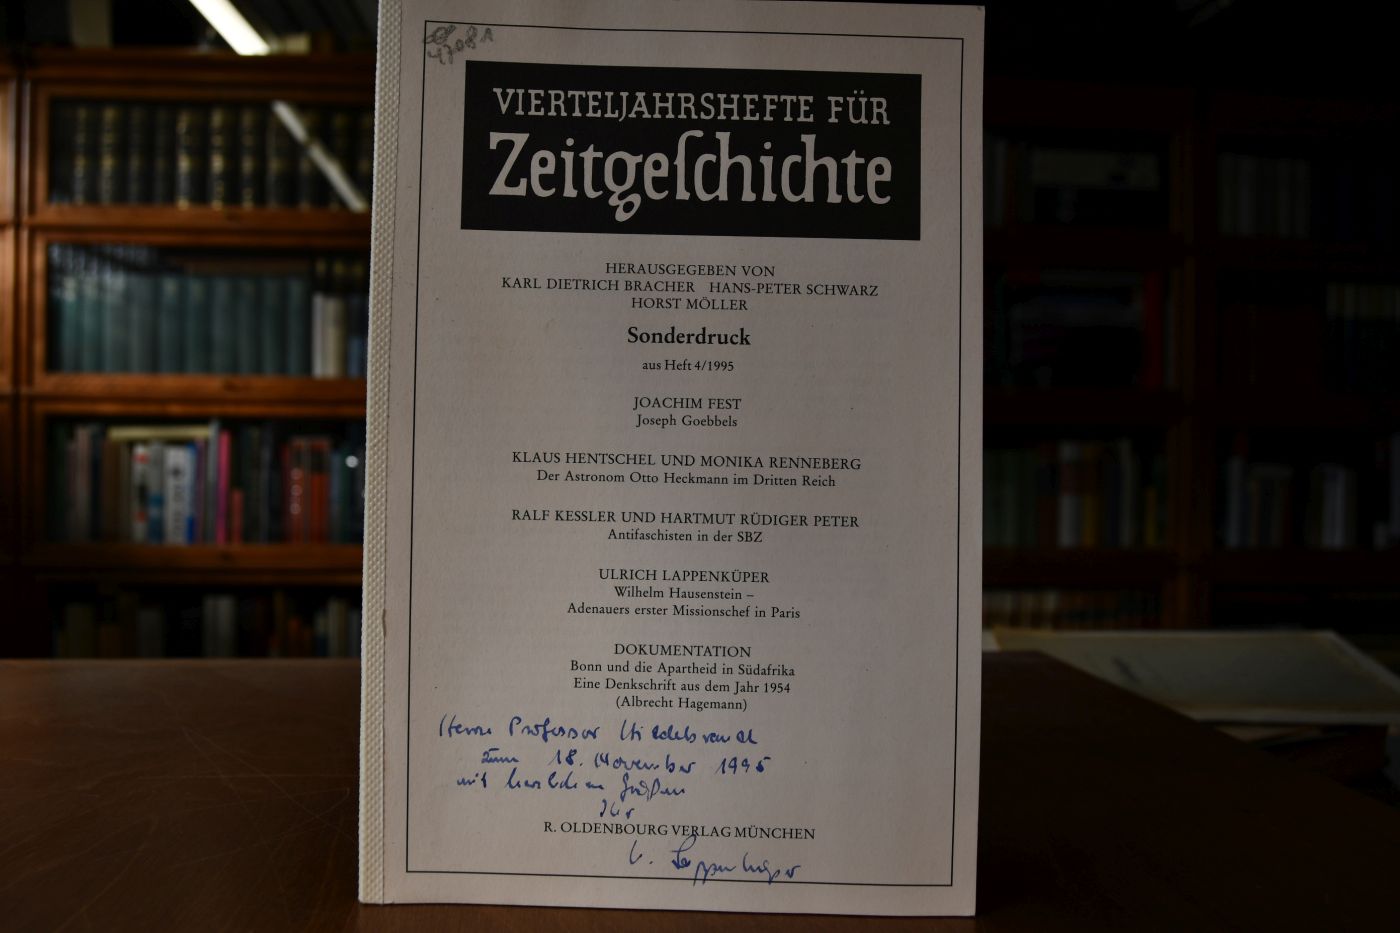 4708A
VIERTELJAHRSHEFTE FÜR
Zeitgeſchichte
HERAUSGEGEBEN VON
KARL DIETRICH BRACHER HANS-PETER SCHWARZ
HORST MÖLLER
Sonderdruck
aus Heft 4/1995
JOACHIM FEST
Joseph Goebbels
KLAUS HENTSCHEL UND MONIKA RENNEBERG
Der Astronom Otto Heckmann im Dritten Reich
RALF KESSLER UND HARTMUT RÜDIGER PETER
Antifaschisten in der SBZ
ULRICH LAPPENKÜPER
Wilhelm Hausenstein –
Adenauers erster Missionschef in Paris
DOKUMENTATION
Bonn und die Apartheid in Südafrika
Eine Denkschrift aus dem Jahr 1954
(Albrecht Hagemann)
Herrn Professor Hildebrandt
zum 18. November 1995
mit herzlichen Grüßen
Ihr
R. OLDENBOURG VERLAG MÜNCHEN
U. Lappenküper